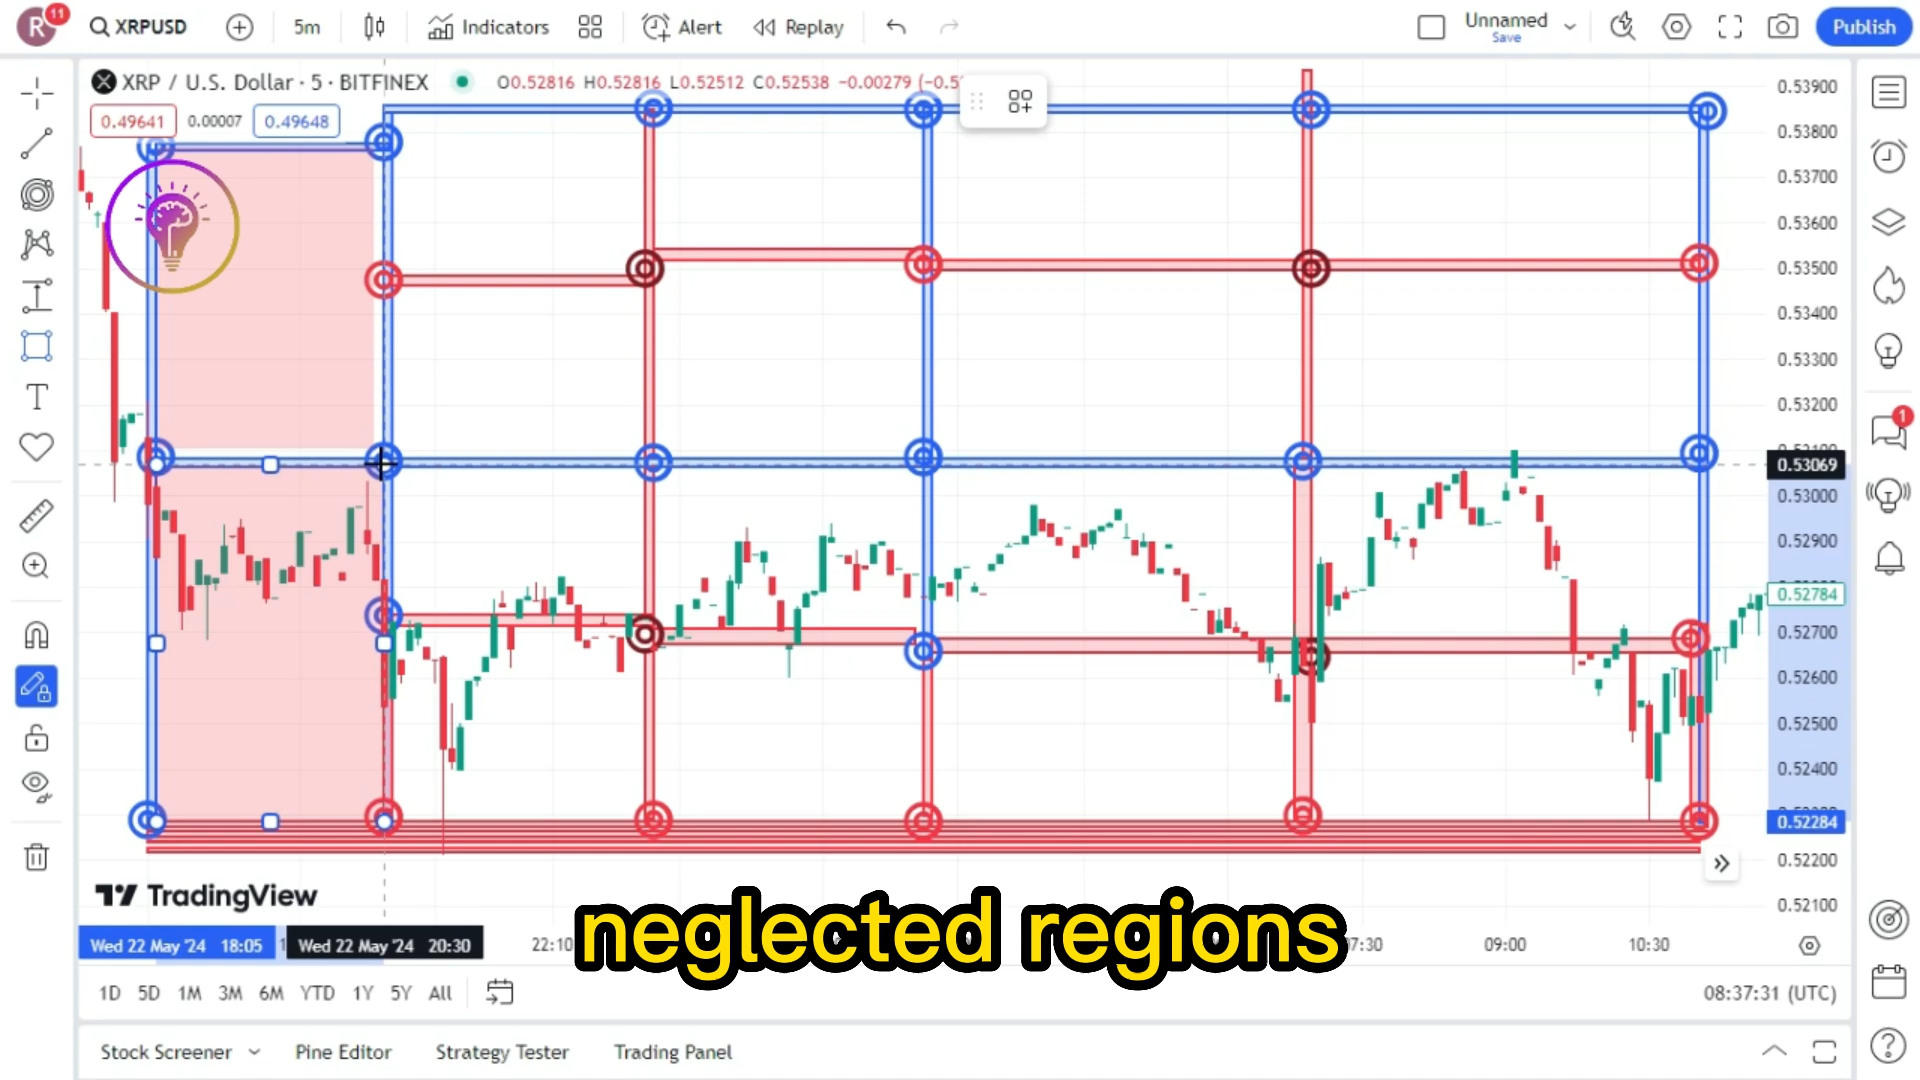 R 11 XRPUSD 5m Indicators Alert Replay Unnamed Save Publish
XRP / U.S. Dollar · 5 · BITFINEX O0.52816 H0.52816 L0.52512 C0.52538 −0.00279
0.49641 0.00007 0.49648
0.53900
0.53800
0.53700
0.53600
0.53500
0.53400
0.53300
0.53200
0.53069
0.53000
0.52900
0.52784
0.52700
0.52600
0.52500
0.52400
0.52284
0.52200
0.52100
1
T
TradingView
neglected regions
Wed 22 May '24 18:05 Wed 22 May '24 20:30 22:10 09:00 10:30
1D 5D 1M 3M 6M YTD 1Y 5Y All 08:37:31 (UTC)
Stock Screener Pine Editor Strategy Tester Trading Panel